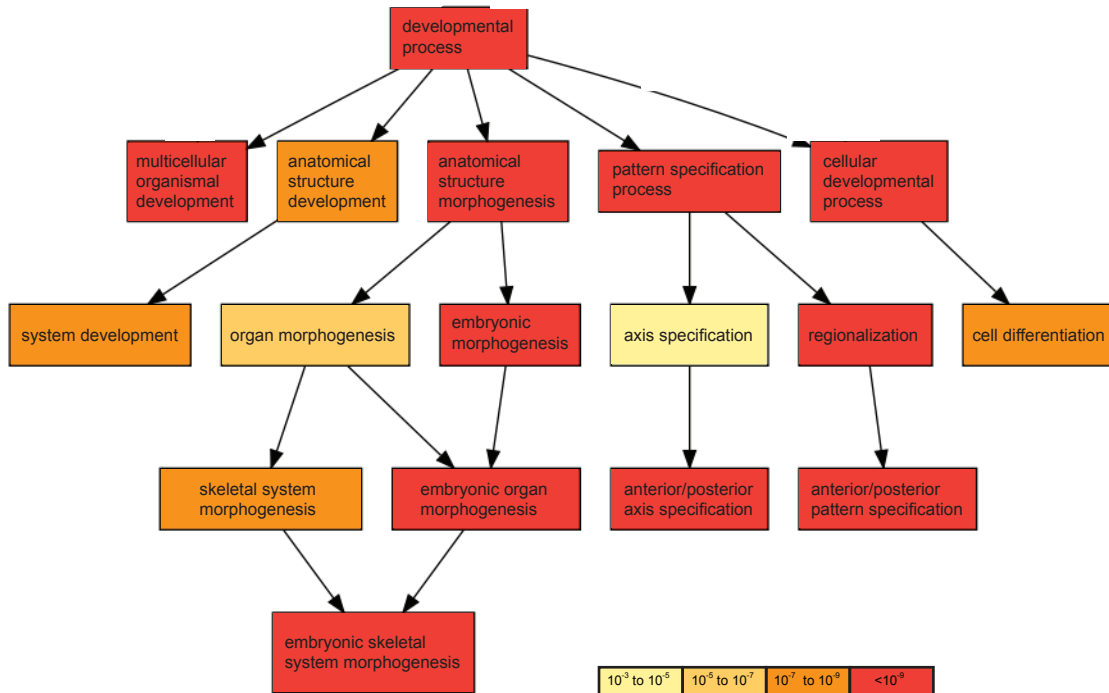 developmental
process
multicellular
organismal
development
anatomical
structure
development
anatomical
structure
morphogenesis
pattern specification
process
cellular
developmental
process
system development
organ morphogenesis
embryonic
morphogenesis
axis specification
regionalization
cell differentiation
skeletal system
morphogenesis
embryonic organ
morphogenesis
anterior/posterior
axis specification
anterior/posterior
pattern specification
embryonic skeletal
system morphogenesis
10⁻³ to 10⁻⁵
10⁻⁵ to 10⁻⁷
10⁻⁷ to 10⁻⁹
<10⁻⁹